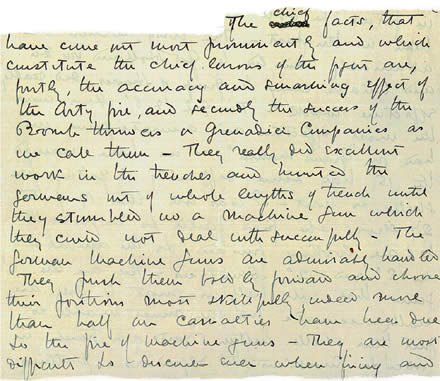 The chief facts, that
have come out most prominently and which
constitute the chief lessons of the fight are,
firstly, the accuracy and smashing effect of
the Arty fire, and secondly the success of the
Bomb throwers or Grenadier Companies as
we call them - They really did excellent
work in the trenches and hunted the
Germans out of whole lengths of trench until
they stumbled up a machine gun which
they could not deal with successfully - The
German Machine Guns are admirably handled
They push them boldly forward and choose
their positions most skilfully indeed more
than half our casualties have been due
to the fire of machine guns - They are most
difficult to discover even when firing and